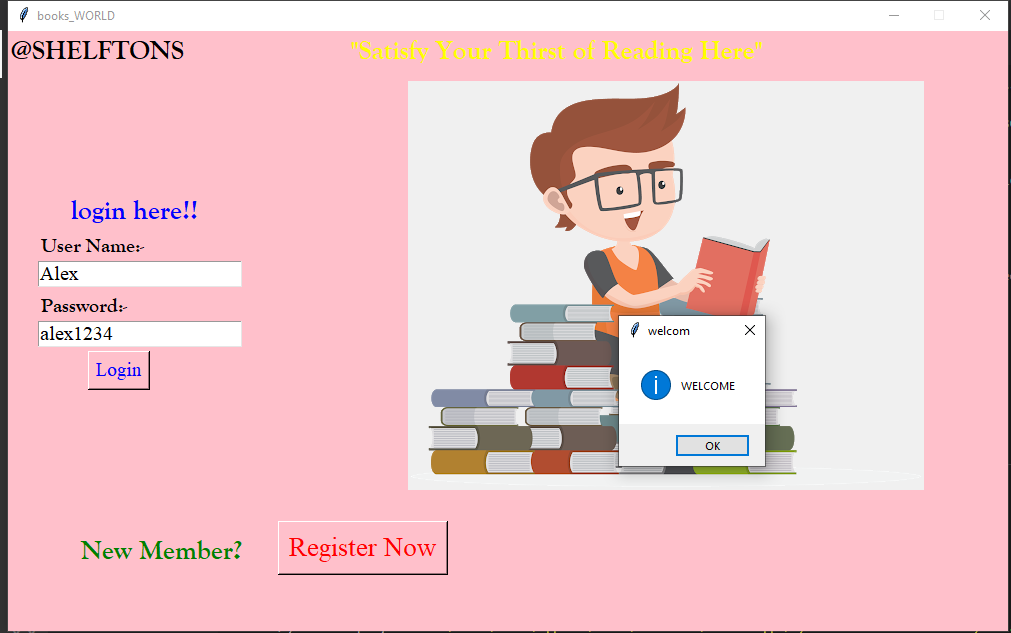 books_WORLD
@SHELFTONS
"Satisfy Your Thirst of Reading Here"
login here!!
User Name:-
Alex
Password:-
alex1234
Login
welcom
WELCOME
OK
New Member?
Register Now